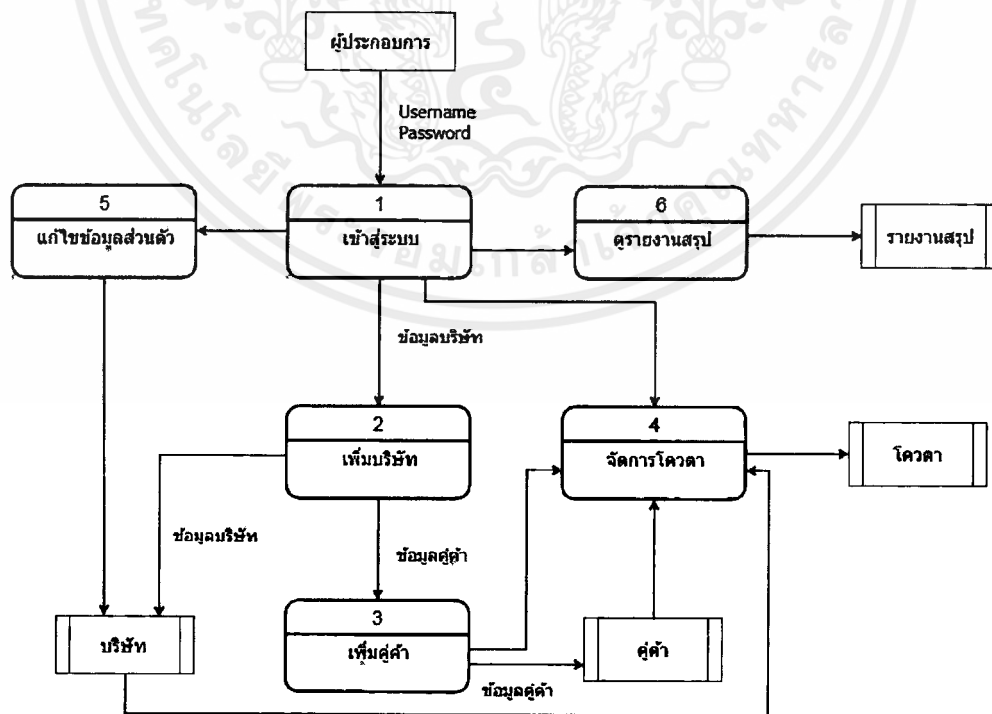 ผู้ประกอบการ
Username
Password
5
แก้ไขข้อมูลส่วนตัว
1
เข้าสู่ระบบ
6
ดูรายงานสรุป
รายงานสรุป
ข้อมูลบริษัท
2
เพิ่มบริษัท
4
จัดการโควตา
โควตา
ข้อมูลบริษัท
ข้อมูลคู่ค้า
3
เพิ่มคู่ค้า
บริษัท
คู่ค้า
ข้อมูลคู่ค้า